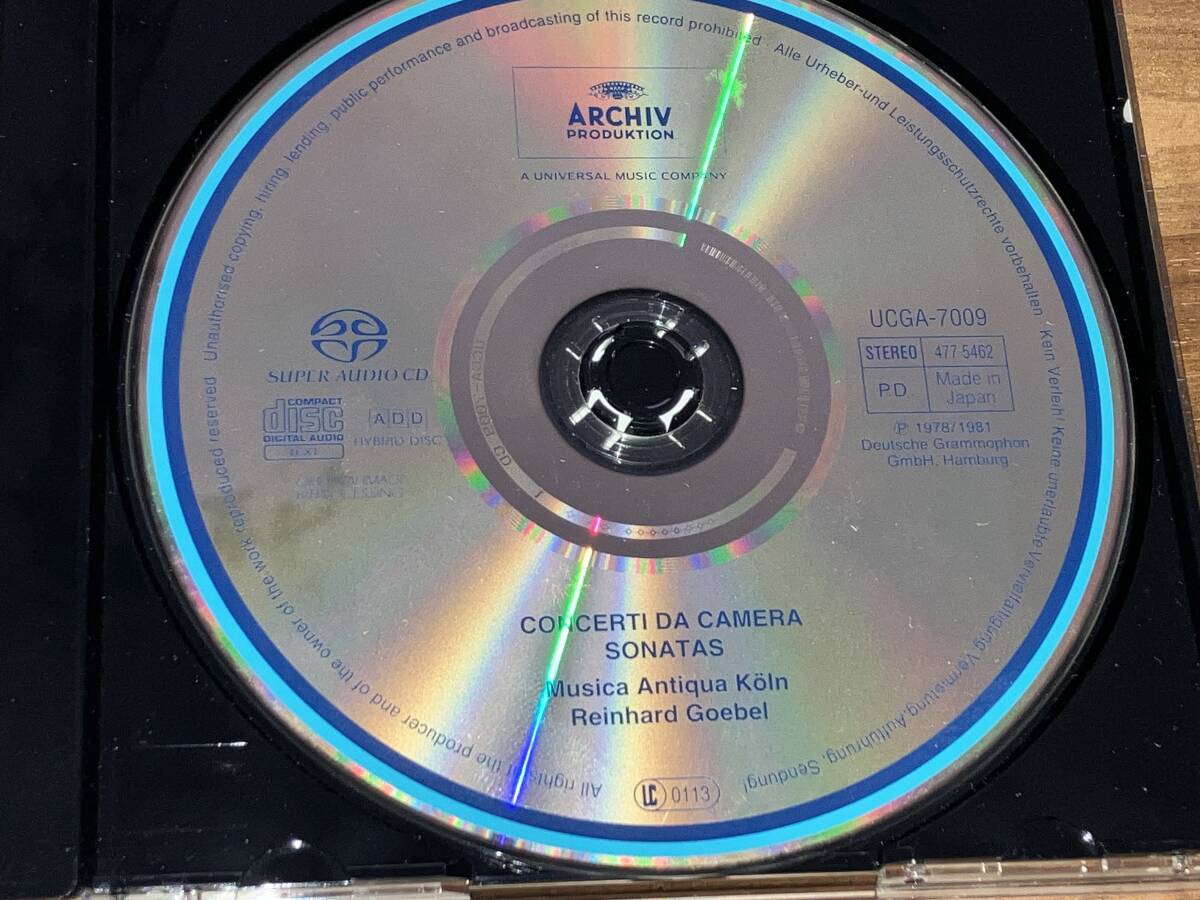 Unauthorised copying, hiring, lending, public performance and broadcasting of this record prohibited · Alle Urheber-und Leistungsschutzrechte vorbehalten · Kein Verleih! Keine unerlaubte Vervielfältigung, Vermietung, Aufführung, Sendung!
ARCHIV
PRODUKTION
A UNIVERSAL MUSIC COMPANY
SUPER AUDIO CD
COMPACT
disc
DIGITAL AUDIO
TEXT
A D D
HYBRID DISC
UCGA-7009
STEREO 477 5462
P.D. Made in
Japan
℗ 1978/1981
Deutsche Grammophon
GmbH, Hamburg
CONCERTI DA CAMERA
SONATAS
Musica Antiqua Köln
Reinhard Goebel
LC 0113
All rights of the producer and of the owner of the work reproduced reserved